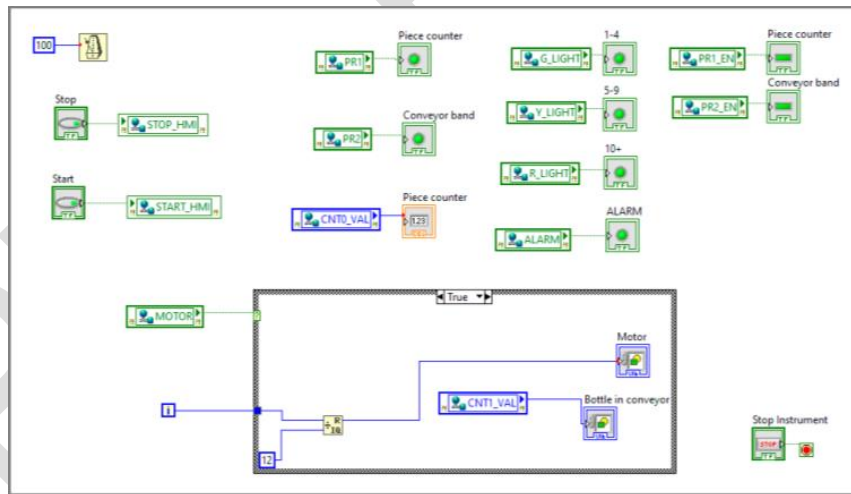 100
Stop
STOP_HMI
Start
START_HMI
Piece counter
PR1
Conveyor band
PR2
Piece counter
CNT0_VAL
123
1-4
G_LIGHT
5-9
Y_LIGHT
10+
R_LIGHT
ALARM
ALARM
Piece counter
PR1_EN
Conveyor band
PR2_EN
True
MOTOR
?
i
R
IQ
12
Motor
CNT1_VAL
Bottle in conveyor
Stop Instrument
STOP